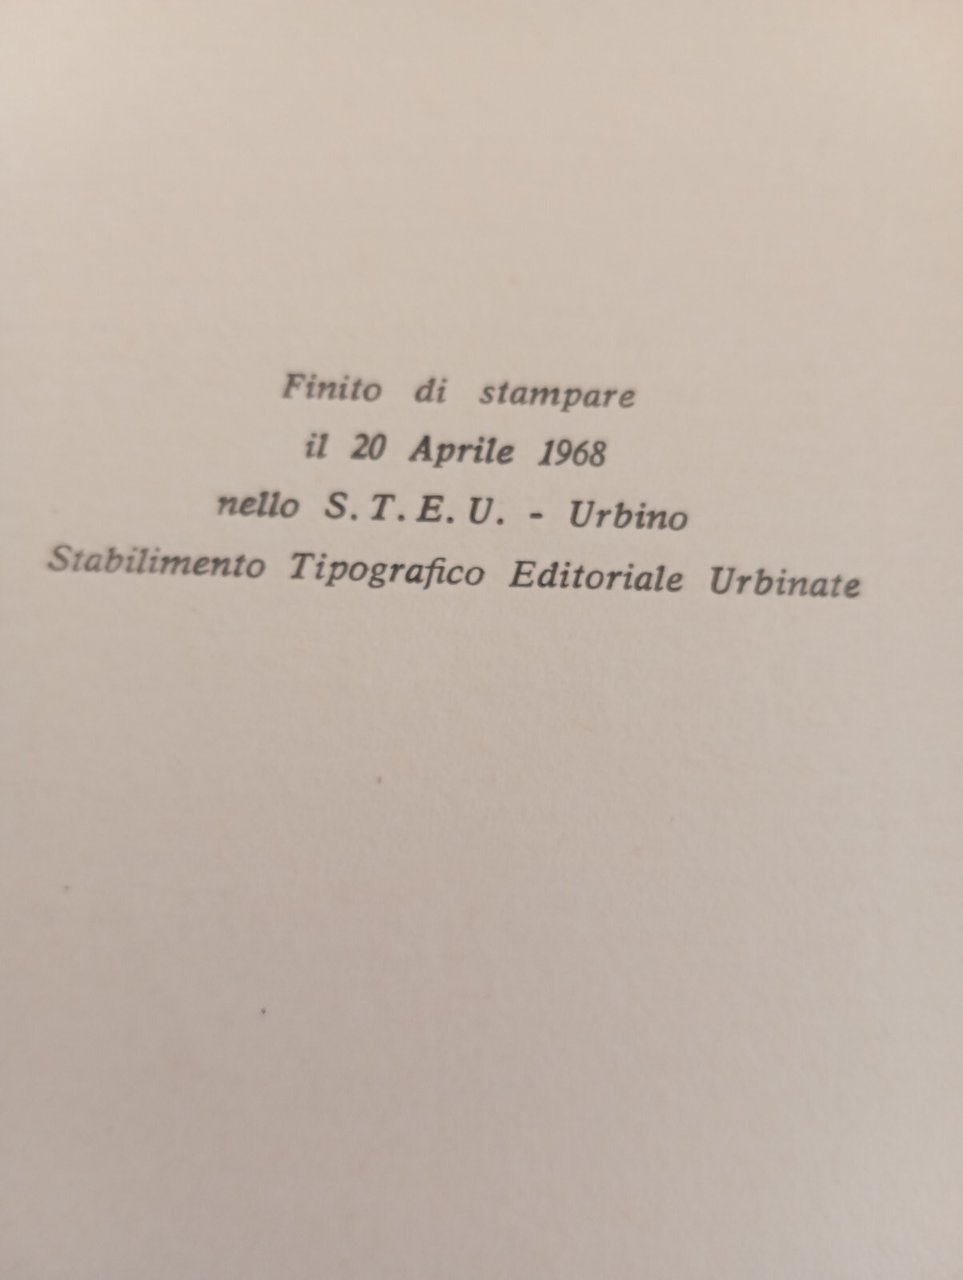 Finito di stampare
il 20 Aprile 1968
nello S. T. E. U. - Urbino
Stabilimento Tipografico Editoriale Urbinate